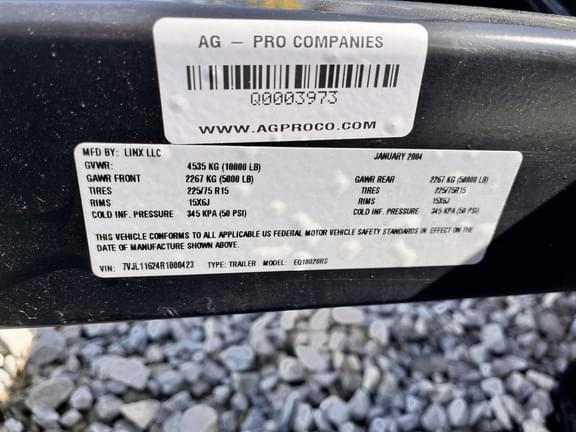 AG - PRO COMPANIES
Q0003973
WWW.AGPROCO.COM
MFD BY: LINX LLC JANUARY 2004
GVWR: 4535 KG (10000 LB)
GAWR FRONT 2267 KG (5000 LB) GAWR REAR 2267 KG (50000 LB)
TIRES 225/75 R15 TIRES 225/75R15
RIMS 15X6J RIMS 15X6J
COLD INF. PRESSURE 345 KPA (50 PSI) COLD INF. PRESSURE 345 KPA (50 PSI)
THIS VEHICLE CONFORMS TO ALL APPLICABLE US FEDERAL MOTOR VEHICLE SAFETY STANDARDS IN EFFECT ON THE
DATE OF MANUFACTURE SHOWN ABOVE.
VIN: 7VJL11624R1000423 TYPE: TRAILER MODEL: EQ10020RS